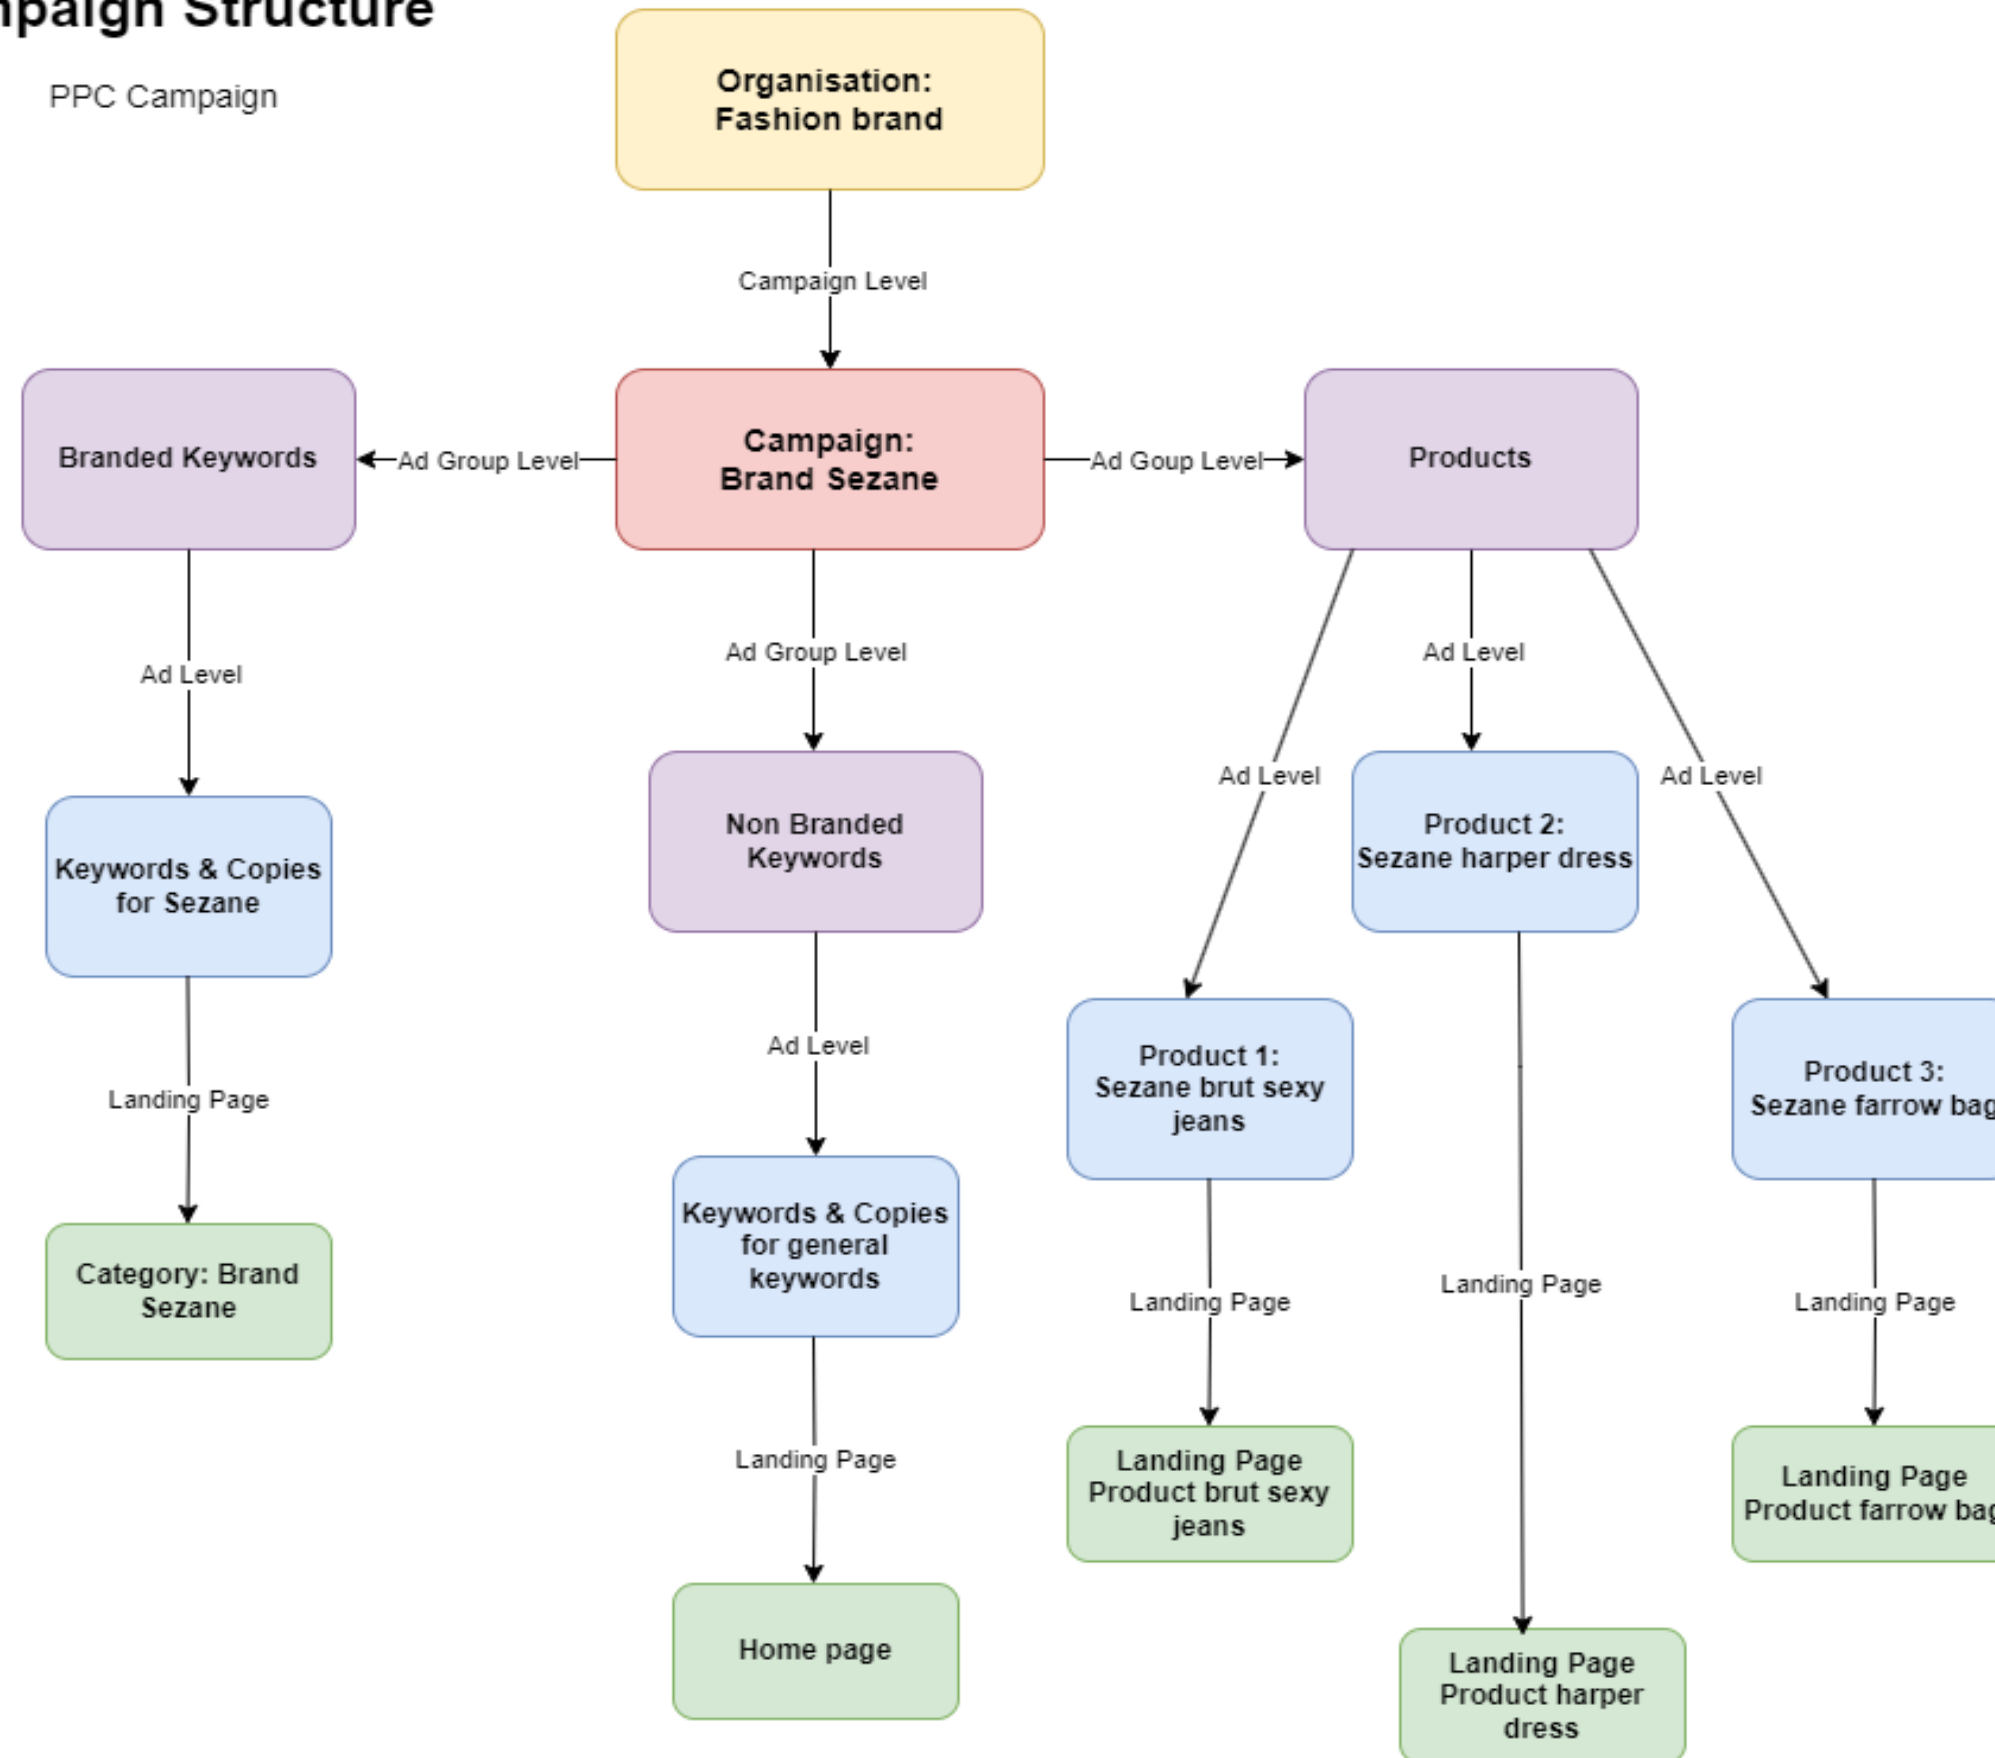 mpaign Structure
PPC Campaign
Organisation:
Fashion brand
Campaign Level
Branded Keywords
Ad Group Level
Campaign:
Brand Sezane
Ad Goup Level
Products
Ad Level
Ad Group Level
Ad Level
Ad Level
Ad Level
Keywords & Copies
for Sezane
Non Branded
Keywords
Product 2:
Sezane harper dress
Landing Page
Ad Level
Product 1:
Sezane brut sexy
jeans
Product 3:
Sezane farrow bag
Category: Brand
Sezane
Keywords & Copies
for general
keywords
Landing Page
Landing Page
Landing Page
Landing Page
Landing Page
Product brut sexy
jeans
Landing Page
Product farrow bag
Home page
Landing Page
Product harper
dress